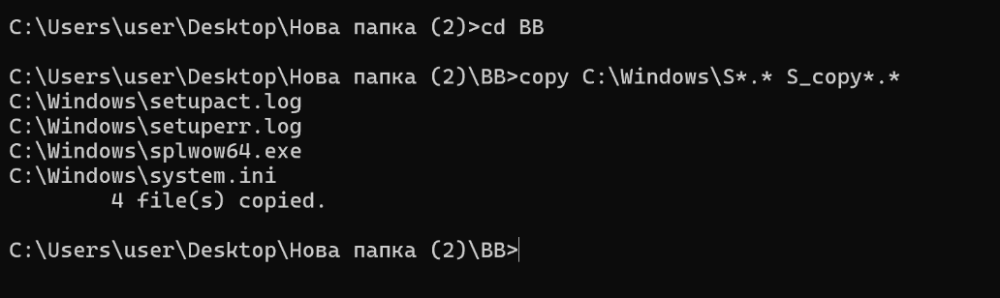 C:\Users\user\Desktop\Нова папка (2)>cd BB
C:\Users\user\Desktop\Нова папка (2)\BB>copy C:\Windows\S*.* S_copy*.*
C:\Windows\setupact.log
C:\Windows\setuperr.log
C:\Windows\splwow64.exe
C:\Windows\system.ini
        4 file(s) copied.
C:\Users\user\Desktop\Нова папка (2)\BB>